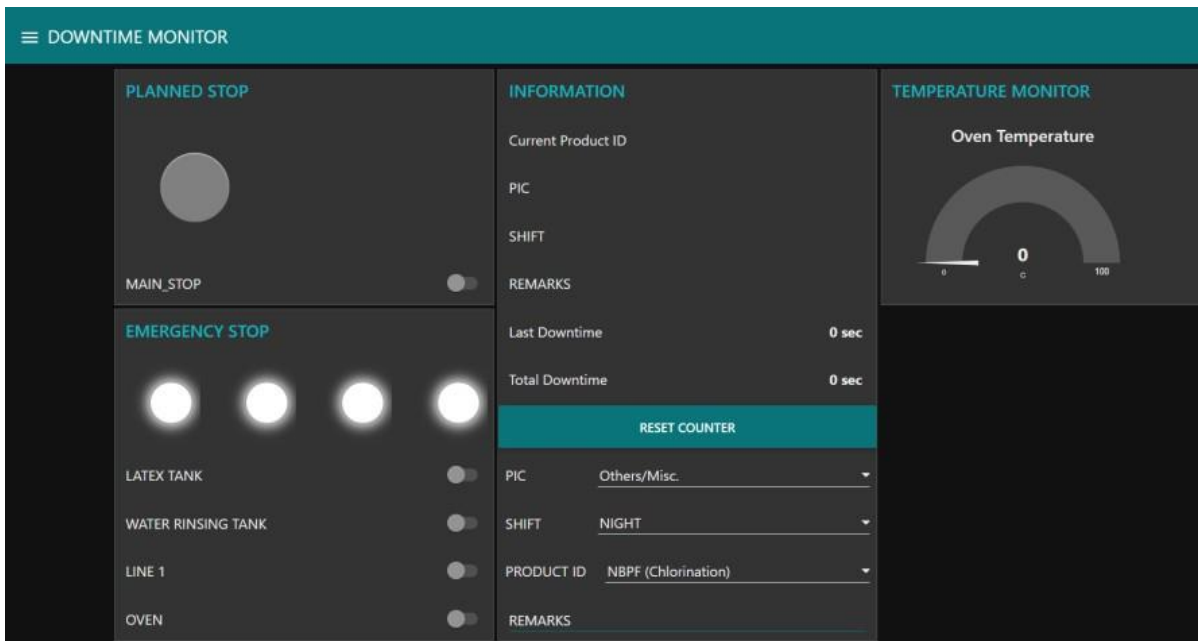 DOWNTIME MONITOR
PLANNED STOP
MAIN_STOP
EMERGENCY STOP
LATEX TANK
WATER RINSING TANK
LINE 1
OVEN
INFORMATION
Current Product ID
PIC
SHIFT
REMARKS
Last Downtime 0 sec
Total Downtime 0 sec
RESET COUNTER
PIC Others/Misc.
SHIFT NIGHT
PRODUCT ID NBPF (Chlorination)
REMARKS
TEMPERATURE MONITOR
Oven Temperature
0
0 C 100